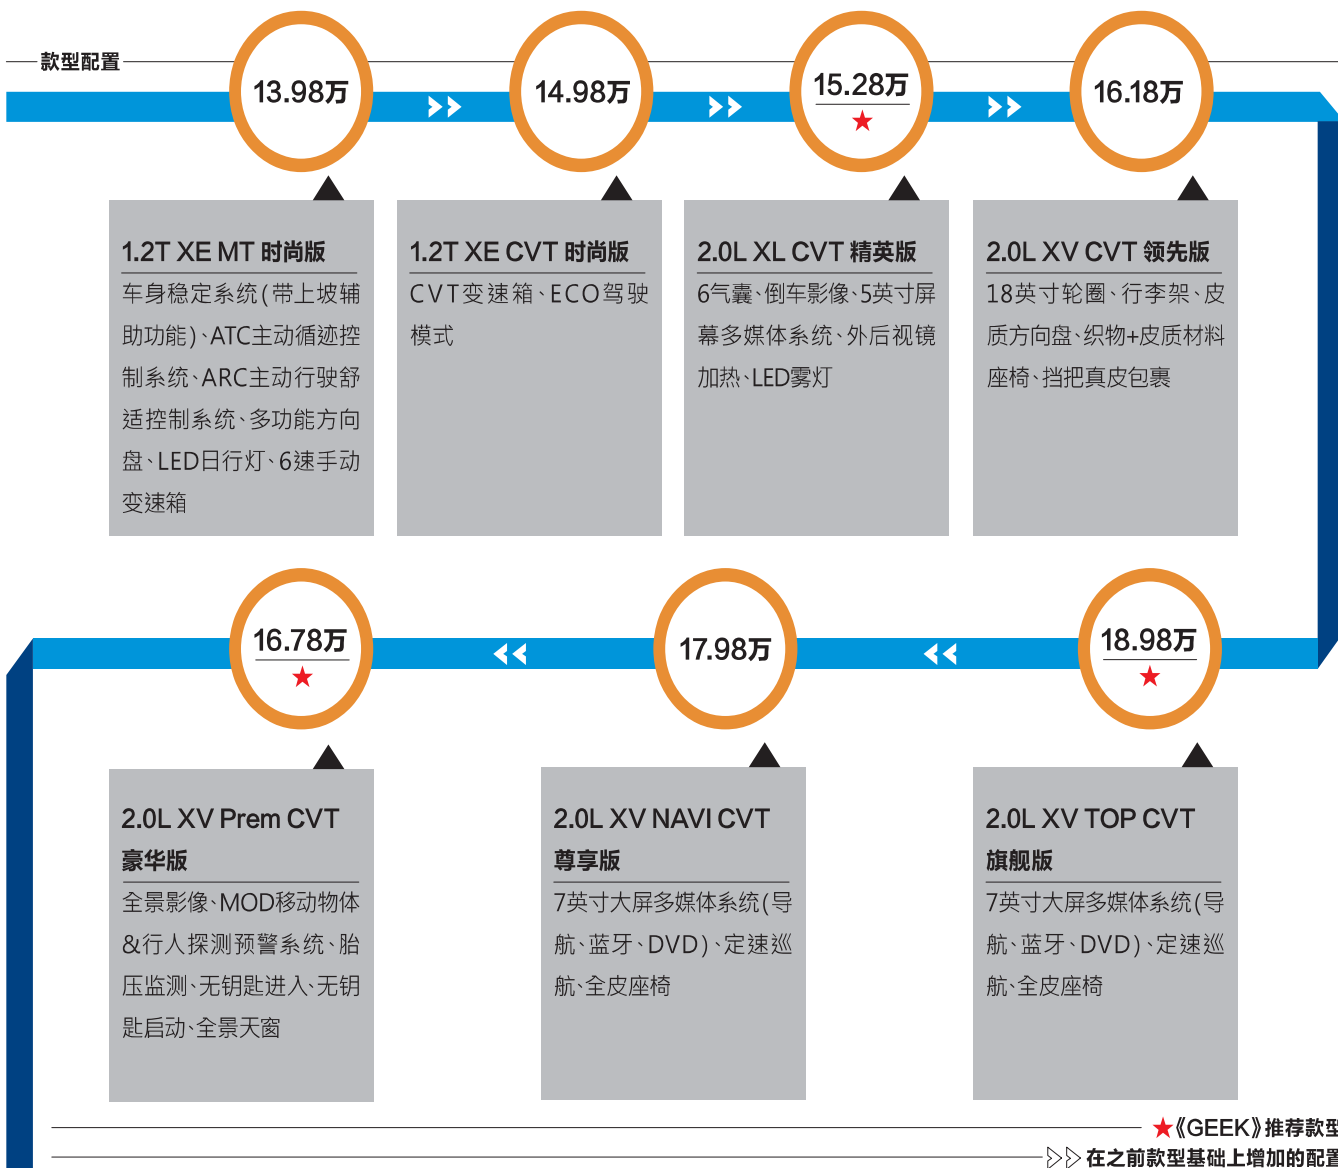 款型配置
13.98万
14.98万
15.28万
★
16.18万
1.2T XE MT 时尚版
车身稳定系统(带上坡辅
助功能)、ATC主动循迹控
制系统、ARC主动行驶舒
适控制系统、多功能方向
盘、LED日行灯、6速手动
变速箱
1.2T XE CVT 时尚版
CVT变速箱、ECO驾驶
模式
2.0L XL CVT 精英版
6气囊、倒车影像、5英寸屏
幕多媒体系统、外后视镜
加热、LED雾灯
2.0L XV CVT 领先版
18英寸轮圈、行李架、皮
质方向盘、织物+皮质材料
座椅、挡把真皮包裹
16.78万
★
17.98万
18.98万
★
2.0L XV Prem CVT
豪华版
全景影像、MOD移动物体
&行人探测预警系统、胎
压监测、无钥匙进入、无钥
匙启动、全景天窗
2.0L XV NAVI CVT
尊享版
7英寸大屏多媒体系统(导
航、蓝牙、DVD)、定速巡
航、全皮座椅
2.0L XV TOP CVT
旗舰版
7英寸大屏多媒体系统(导
航、蓝牙、DVD)、定速巡
航、全皮座椅
★《GEEK》推荐款型
在之前款型基础上增加的配置